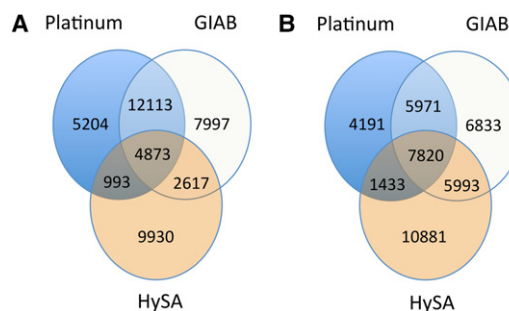 A
Platinum
GIAB
5204
12113
7997
4873
993
2617
9930
HySA
B
Platinum
GIAB
4191
5971
6833
7820
1433
5993
10881
HySA